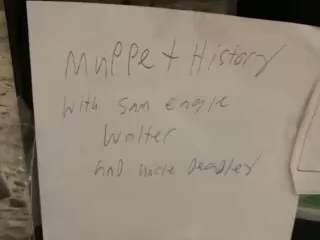 Muppet History
With Sam eagle
Walter
And uncle Deadley